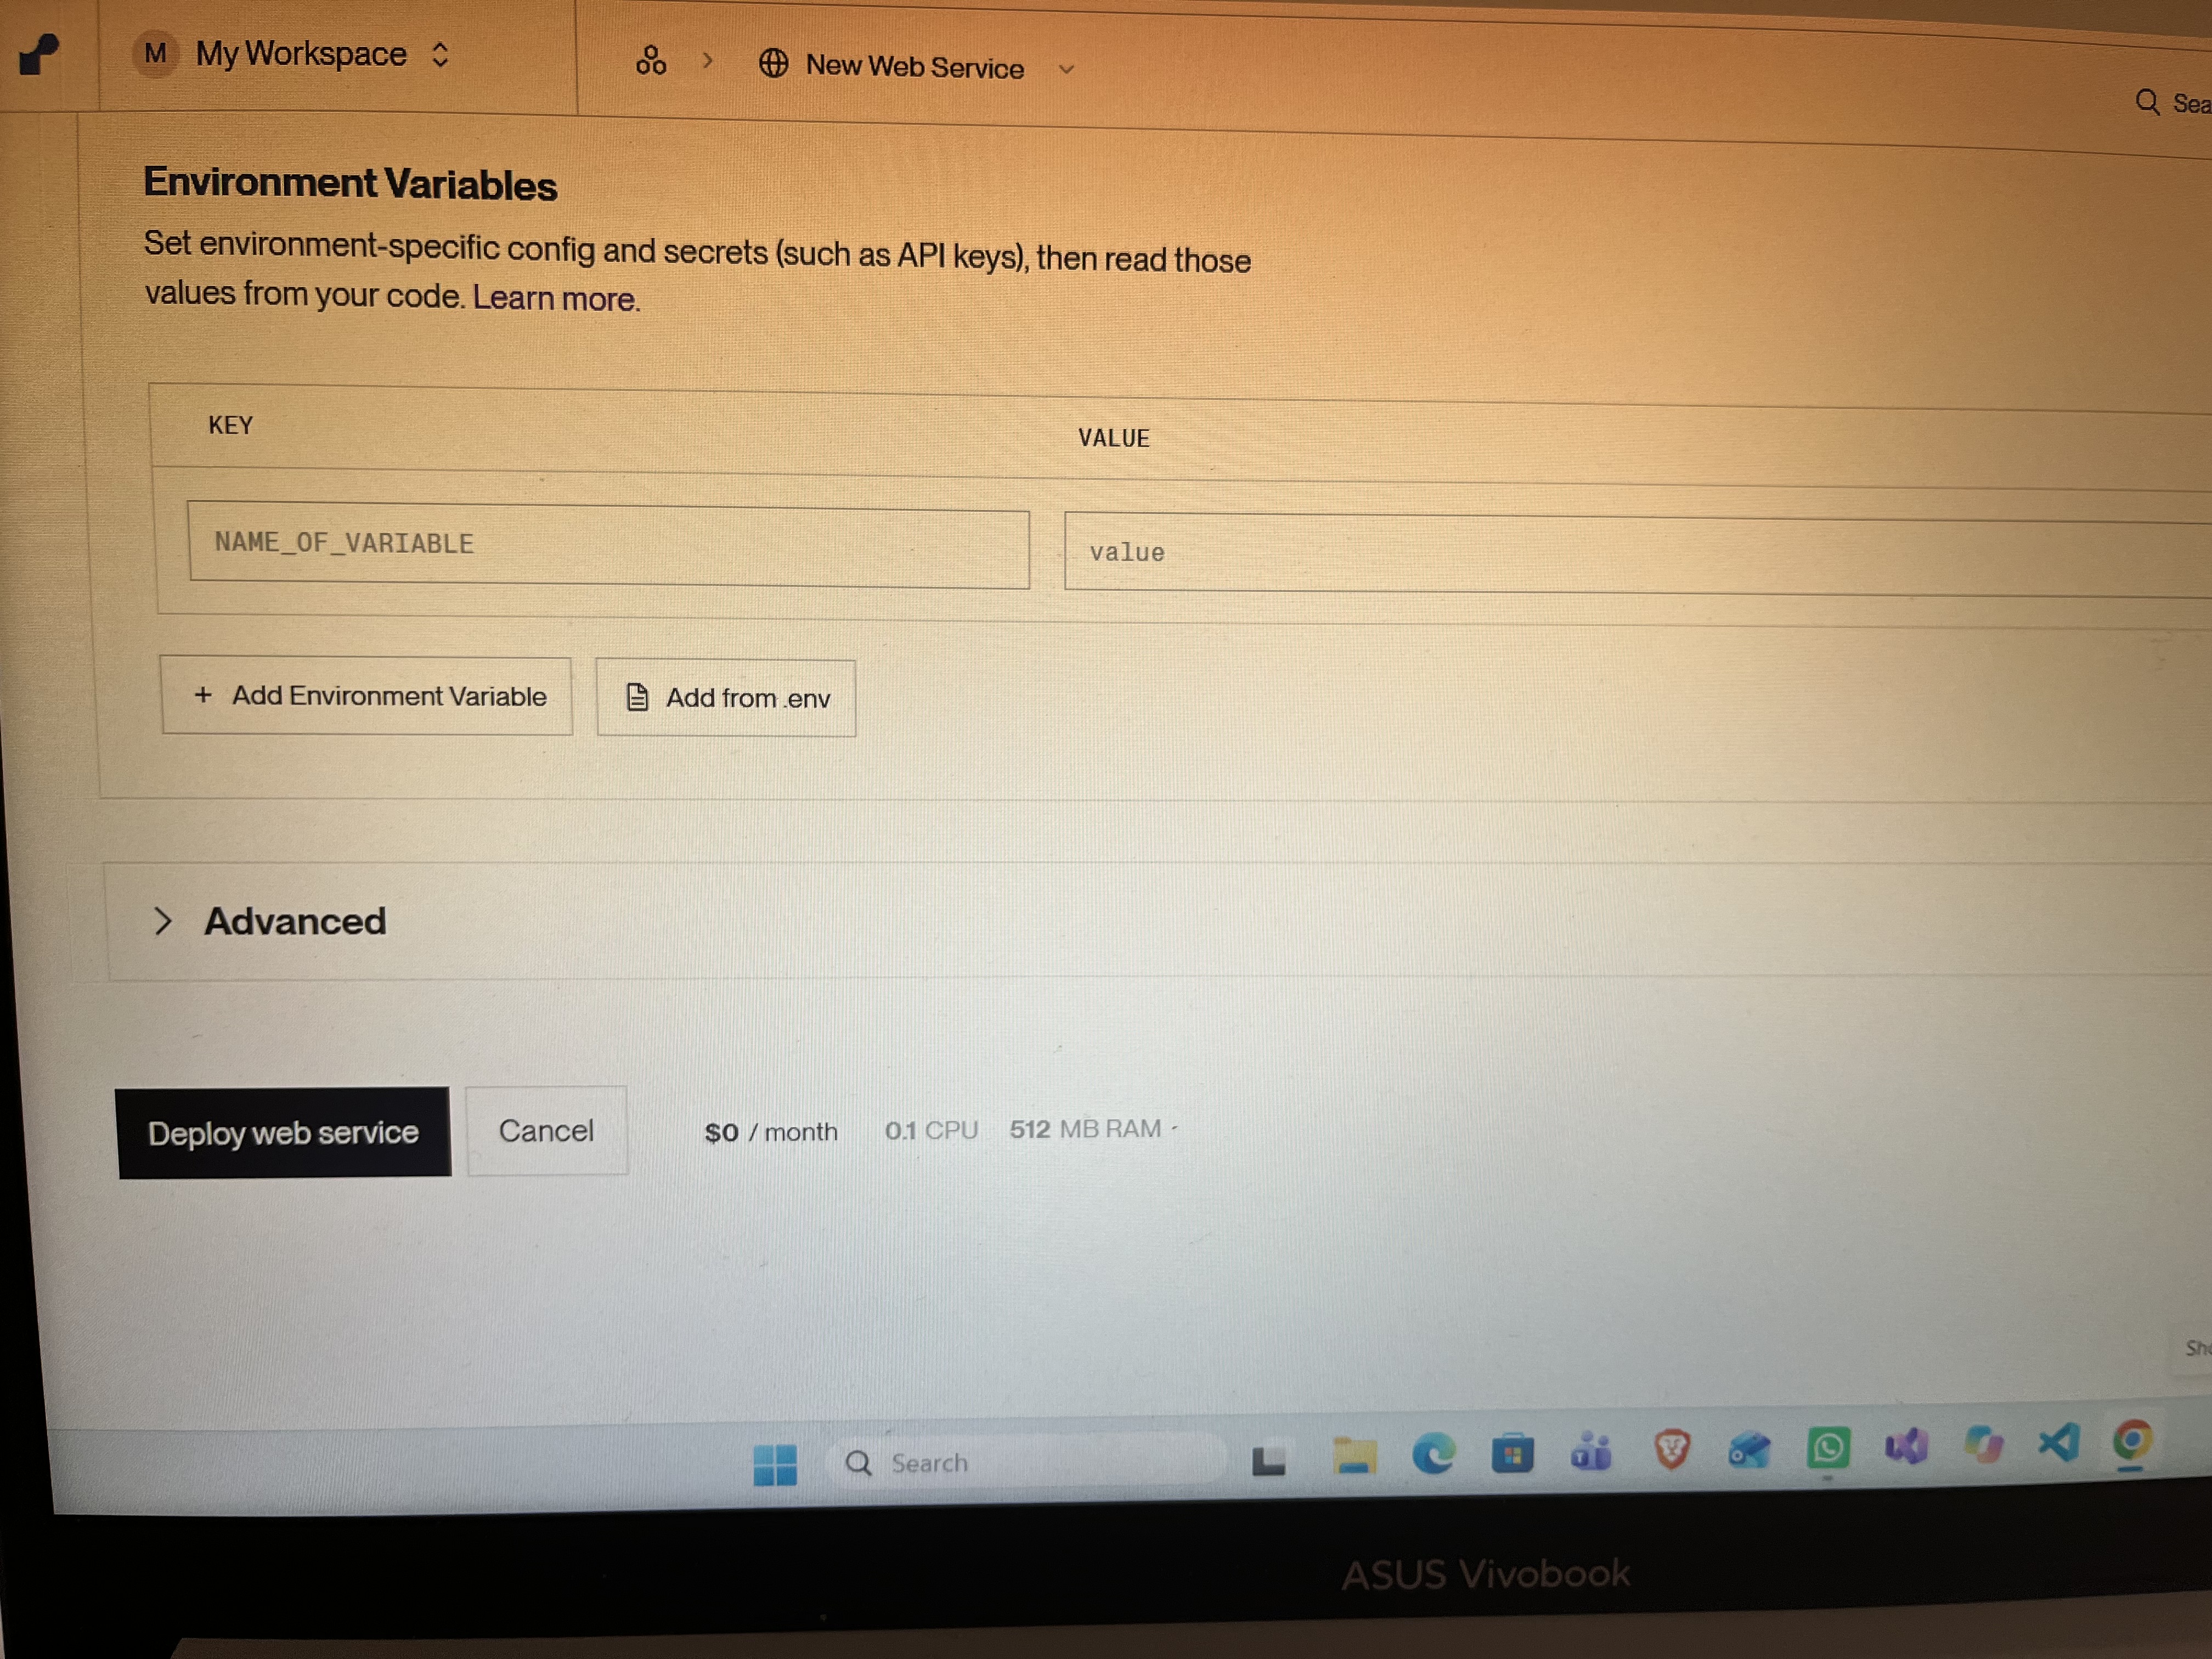 M My Workspace
New Web Service
Environment Variables
Set environment-specific config and secrets (such as API keys), then read those
values from your code. Learn more.
KEY VALUE
NAME_OF_VARIABLE value
+ Add Environment Variable Add from .env
Advanced
Deploy web service Cancel $0 / month 0.1 CPU 512 MB RAM
Search
ASUS Vivobook